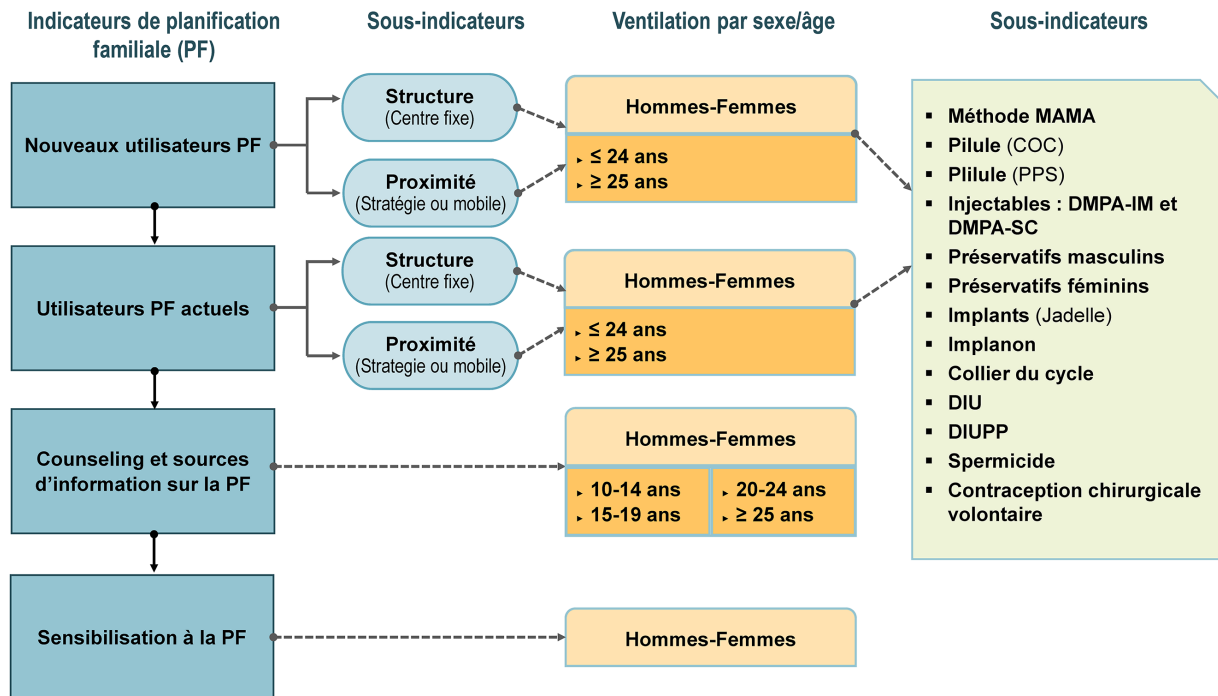 Indicateurs de planification
familiale (PF)
Sous-indicateurs
Ventilation par sexe/âge
Sous-indicateurs
Nouveaux utilisateurs PF
Structure
(Centre fixe)
Proximité
(Stratégie ou mobile)
Hommes-Femmes
▸ ≤ 24 ans
▸ ≥ 25 ans
Utilisateurs PF actuels
Structure
(Centre fixe)
Proximité
(Strategie ou mobile)
Hommes-Femmes
▸ ≤ 24 ans
▸ ≥ 25 ans
Counseling et sources
d’information sur la PF
Hommes-Femmes
▸ 10-14 ans
▸ 15-19 ans
▸ 20-24 ans
▸ ≥ 25 ans
Sensibilisation à la PF
Hommes-Femmes
▪ Méthode MAMA
▪ Pilule (COC)
▪ Plilule (PPS)
▪ Injectables : DMPA-IM et
DMPA-SC
▪ Préservatifs masculins
▪ Préservatifs féminins
▪ Implants (Jadelle)
▪ Implanon
▪ Collier du cycle
▪ DIU
▪ DIUPP
▪ Spermicide
▪ Contraception chirurgicale
volontaire